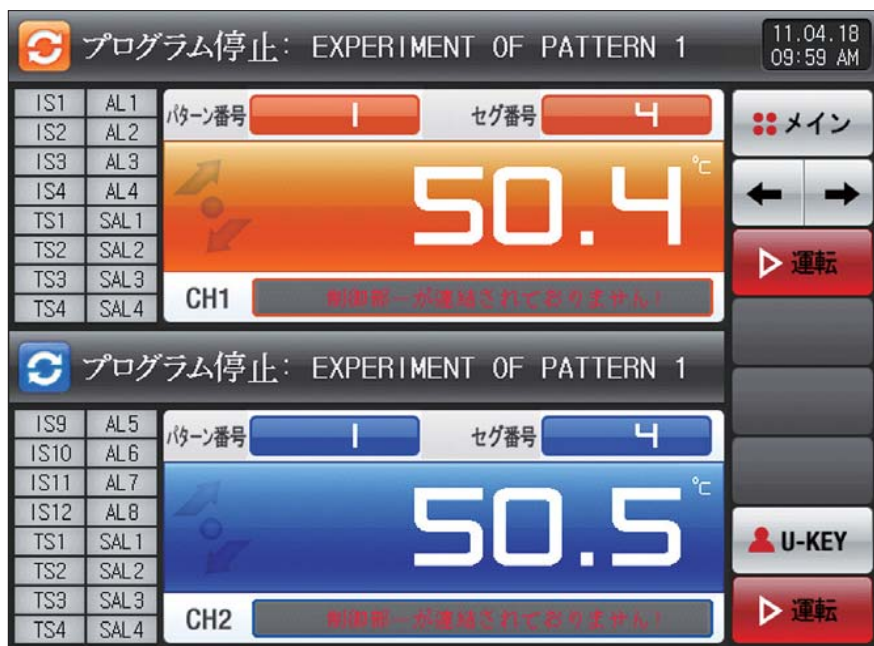 プログラム停止: EXPERIMENT OF PATTERN 1
11.04.18
09:59 AM
IS1 AL1
IS2 AL2
IS3 AL3
IS4 AL4
TS1 SAL1
TS2 SAL2
TS3 SAL3
TS4 SAL4
パターン番号 1 セグ番号 4
50.4 ℃
CH1 制御部ーが連結されておりません!
メイン
← →
運転
プログラム停止: EXPERIMENT OF PATTERN 1
IS9 AL5
IS10 AL6
IS11 AL7
IS12 AL8
TS1 SAL1
TS2 SAL2
TS3 SAL3
TS4 SAL4
パターン番号 1 セグ番号 4
50.5 ℃
CH2 制御部ーが連結されておりません!
U-KEY
運転